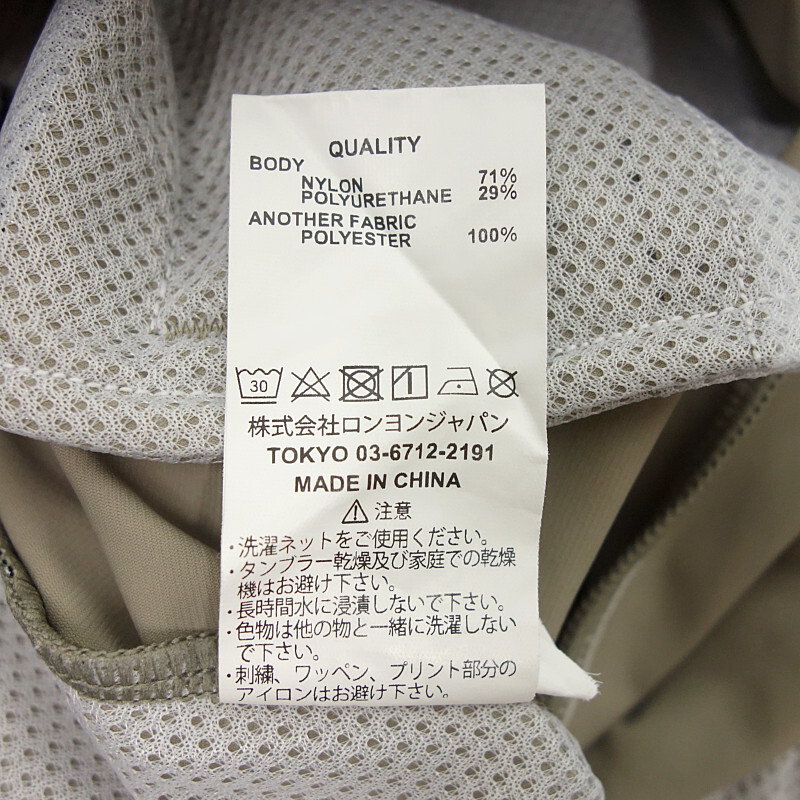 QUALITY
BODY
NYLON 71%
POLYURETHANE 29%
ANOTHER FABRIC
POLYESTER 100%
30
株式会社ロンヨンジャパン
TOKYO 03-6712-2191
MADE IN CHINA
⚠ 注意
・洗濯ネットをご使用ください。
・タンブラー乾燥及び家庭での乾燥
機はお避け下さい。
・長時間水に浸漬しないで下さい。
・色物は他の物と一緒に洗濯しない
で下さい。
・刺繍、ワッペン、プリント部分の
アイロンはお避け下さい。